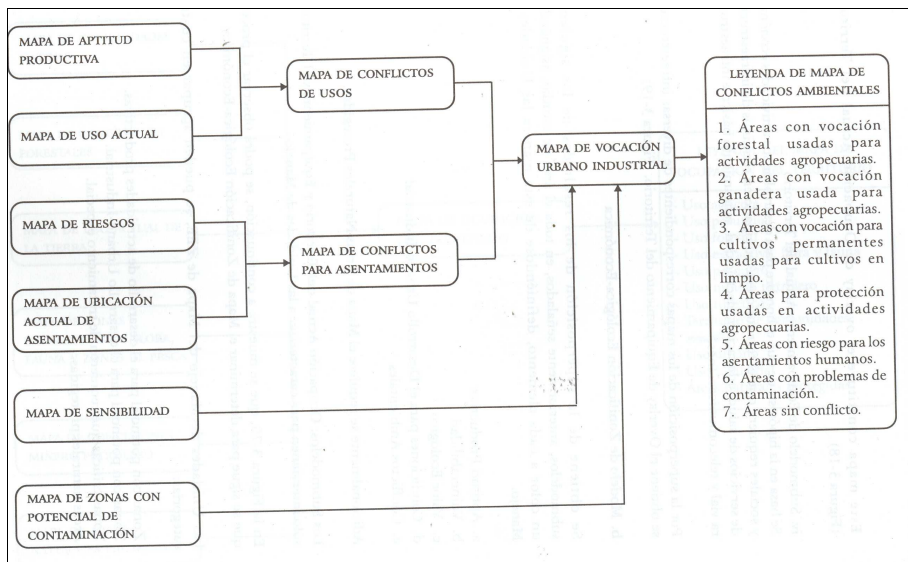 MAPA DE APTITUD
PRODUCTIVA
MAPA DE USO ACTUAL
MAPA DE RIESGOS
MAPA DE UBICACIÓN
ACTUAL DE
ASENTAMIENTOS
MAPA DE SENSIBILIDAD
MAPA DE ZONAS CON
POTENCIAL DE
CONTAMINACIÓN
MAPA DE CONFLICTOS
DE USOS
MAPA DE CONFLICTOS
PARA ASENTAMIENTOS
MAPA DE VOCACIÓN
URBANO INDUSTRIAL
LEYENDA DE MAPA DE
CONFLICTOS AMBIENTALES
1. Áreas con vocación
forestal usadas para
actividades agropecuarias.
2. Áreas con vocación
ganadera usada para
actividades agropecuarias.
3. Áreas con vocación para
cultivos permanentes
usadas para cultivos en
limpio.
4. Áreas para protección
usadas en actividades
agropecuarias.
5. Áreas con riesgo para los
asentamientos humanos.
6. Áreas con problemas de
contaminación.
7. Áreas sin conflicto.